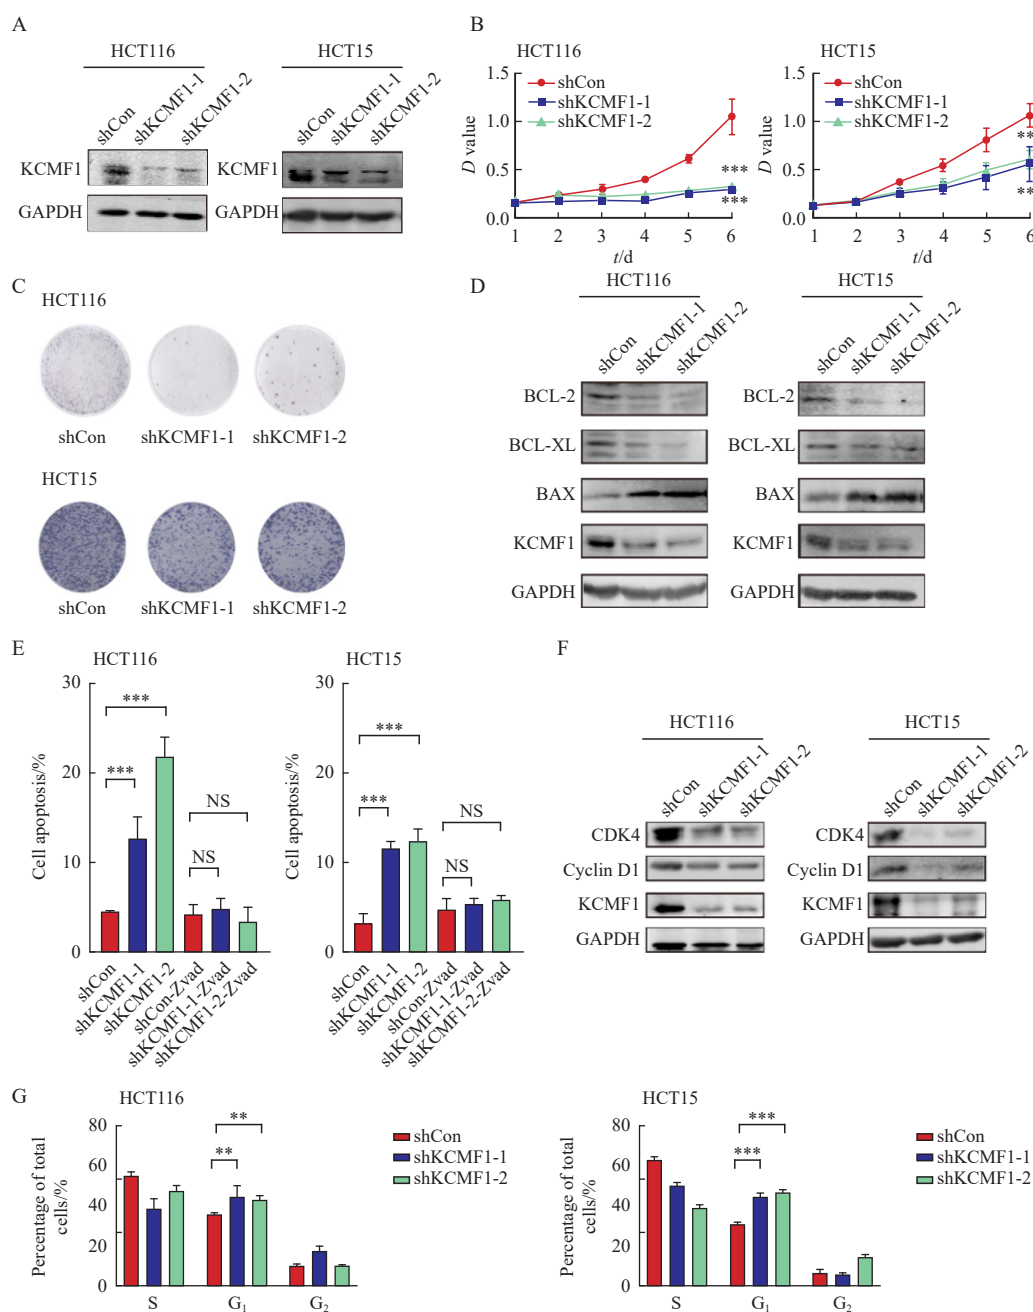 A
HCT116
HCT15
shCon
shKCMF1-1
shKCMF1-2
shCon
shKCMF1-1
shKCMF1-2
KCMF1
KCMF1
GAPDH
GAPDH
B
HCT116
HCT15
1.5
1.0
0.5
0.0
D value
shCon
shKCMF1-1
shKCMF1-2
***
***
1 2 3 4 5 6
t/d
1.5
1.0
0.5
0.0
D value
shCon
shKCMF1-1
shKCMF1-2
**
**
1 2 3 4 5 6
t/d
C
HCT116
shCon shKCMF1-1 shKCMF1-2
HCT15
shCon shKCMF1-1 shKCMF1-2
D
HCT116
HCT15
shCon
shKCMF1-1
shKCMF1-2
shCon
shKCMF1-1
shKCMF1-2
BCL-2
BCL-2
BCL-XL
BCL-XL
BAX
BAX
KCMF1
KCMF1
GAPDH
GAPDH
E
HCT116
30
20
10
0
Cell apoptosis/%
***
***
NS
NS
shCon
shKCMF1-1
shKCMF1-2
shCon-Zvad
shKCMF1-1-Zvad
shKCMF1-2-Zvad
HCT15
30
20
10
0
Cell apoptosis/%
***
***
NS
NS
shCon
shKCMF1-1
shKCMF1-2
shCon-Zvad
shKCMF1-1-Zvad
shKCMF1-2-Zvad
F
HCT116
HCT15
shCon
shKCMF1-1
shKCMF1-2
shCon
shKCMF1-1
shKCMF1-2
CDK4
CDK4
Cyclin D1
Cyclin D1
KCMF1
KCMF1
GAPDH
GAPDH
G
HCT116
80
60
40
20
0
Percentage of total
cells/%
**
**
S G₁ G₂
shCon
shKCMF1-1
shKCMF1-2
HCT15
80
60
40
20
0
Percentage of total
cells/%
***
***
S G₁ G₂
shCon
shKCMF1-1
shKCMF1-2